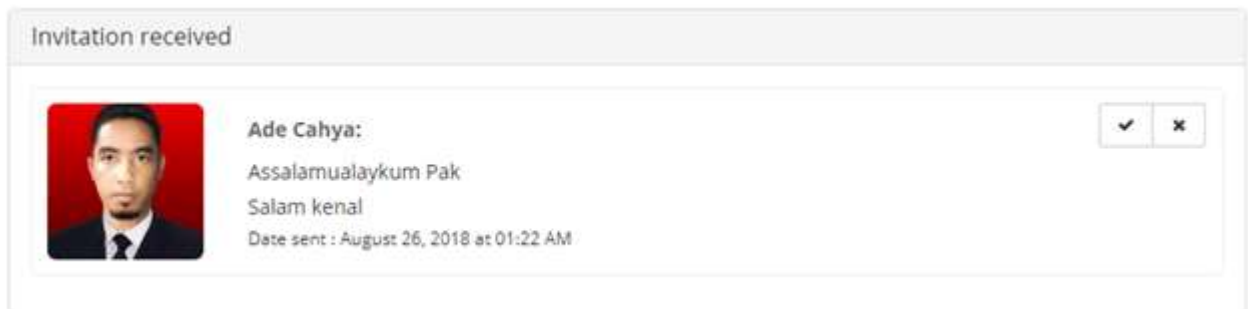 Invitation received
Ade Cahya:
Assalamualaykum Pak
Salam kenal
Date sent : August 26, 2018 at 01:22 AM